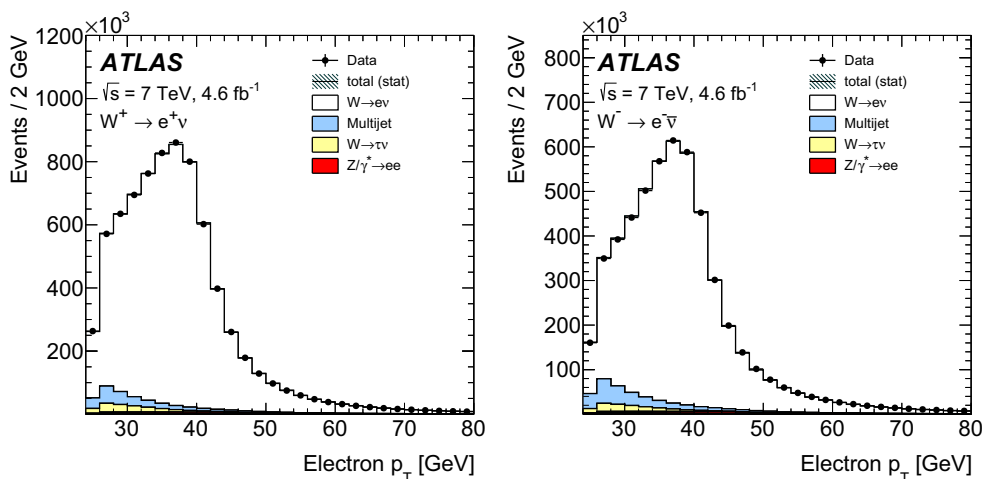 ×10³
Events / 2 GeV
1200
1000
800
600
400
200
ATLAS
√s = 7 TeV, 4.6 fb⁻¹
W⁺ → e⁺ν
Data
total (stat)
W→eν
Multijet
W→τν
Z/γ*→ee
30 40 50 60 70 80
Electron p_T [GeV]
×10³
Events / 2 GeV
800
700
600
500
400
300
200
100
ATLAS
√s = 7 TeV, 4.6 fb⁻¹
W⁻ → e⁻ν̅
Data
total (stat)
W→eν
Multijet
W→τν
Z/γ*→ee
30 40 50 60 70 80
Electron p_T [GeV]